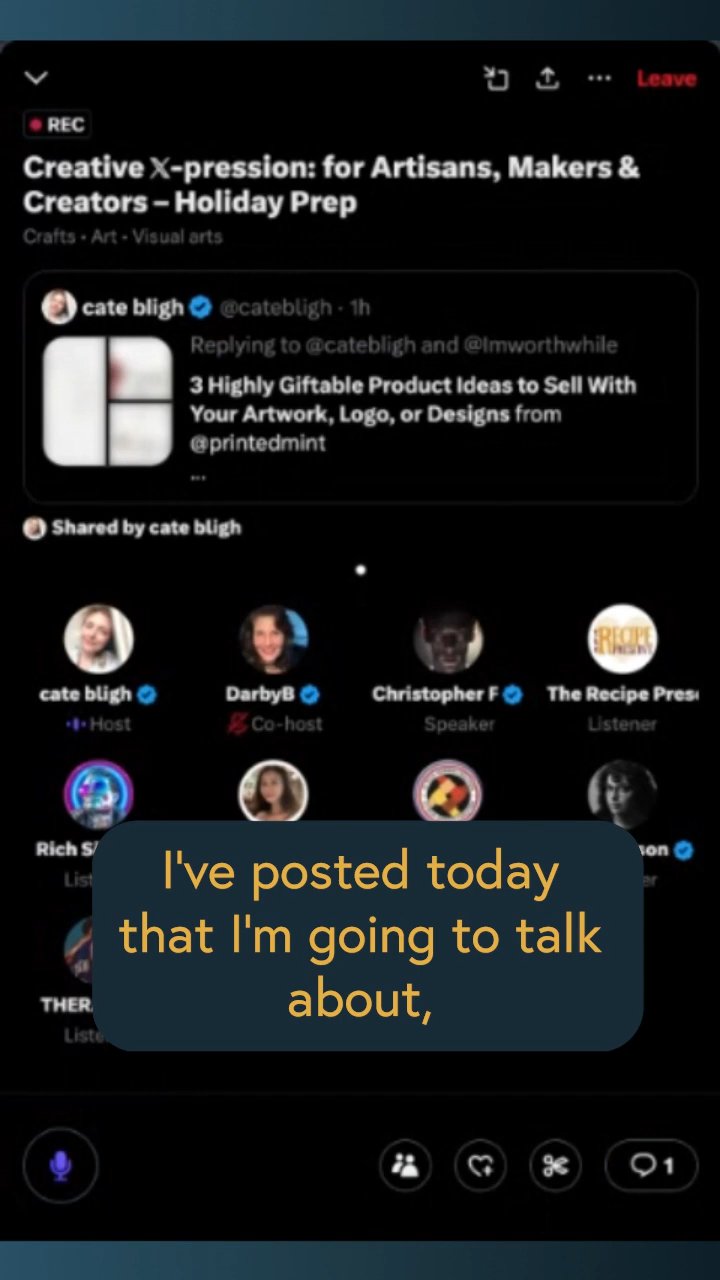 Leave
REC
Creative 𝕏-pression: for Artisans, Makers &
Creators – Holiday Prep
Crafts • Art • Visual arts
cate bligh @catebligh · 1h
Replying to @catebligh and @Imworthwhile
3 Highly Giftable Product Ideas to Sell With
Your Artwork, Logo, or Designs from
@printedmint
...
Shared by cate bligh
cate bligh DarbyB Christopher F The Recipe Pres
Host Co-host Speaker Listener
RECIPE
Rich
I've posted today
that I'm going to talk
about,
1